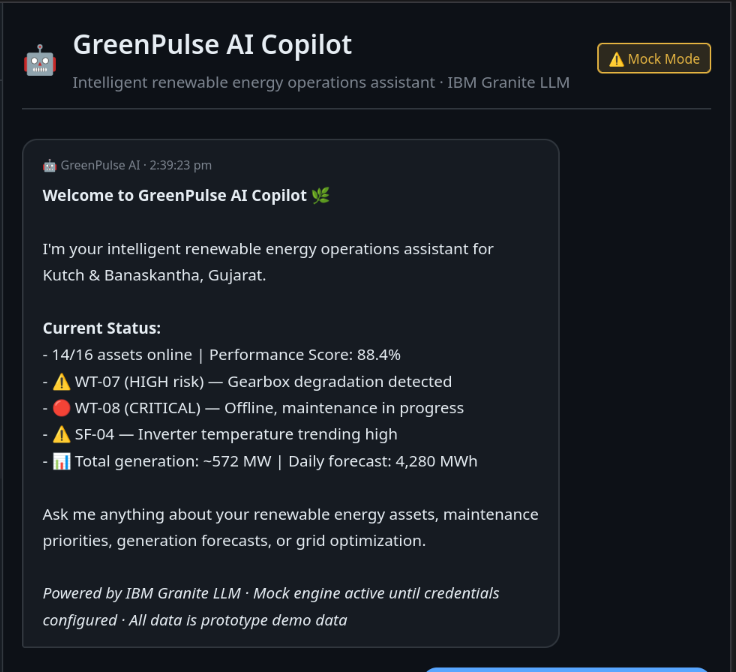 GreenPulse AI Copilot
Intelligent renewable energy operations assistant · IBM Granite LLM
⚠️ Mock Mode
🤖 GreenPulse AI · 2:39:23 pm
Welcome to GreenPulse AI Copilot 🌿
I'm your intelligent renewable energy operations assistant for
Kutch & Banaskantha, Gujarat.
Current Status:
- 14/16 assets online | Performance Score: 88.4%
- ⚠️ WT-07 (HIGH risk) — Gearbox degradation detected
- 🔴 WT-08 (CRITICAL) — Offline, maintenance in progress
- ⚠️ SF-04 — Inverter temperature trending high
- 📊 Total generation: ~572 MW | Daily forecast: 4,280 MWh
Ask me anything about your renewable energy assets, maintenance
priorities, generation forecasts, or grid optimization.
Powered by IBM Granite LLM · Mock engine active until credentials
configured · All data is prototype demo data